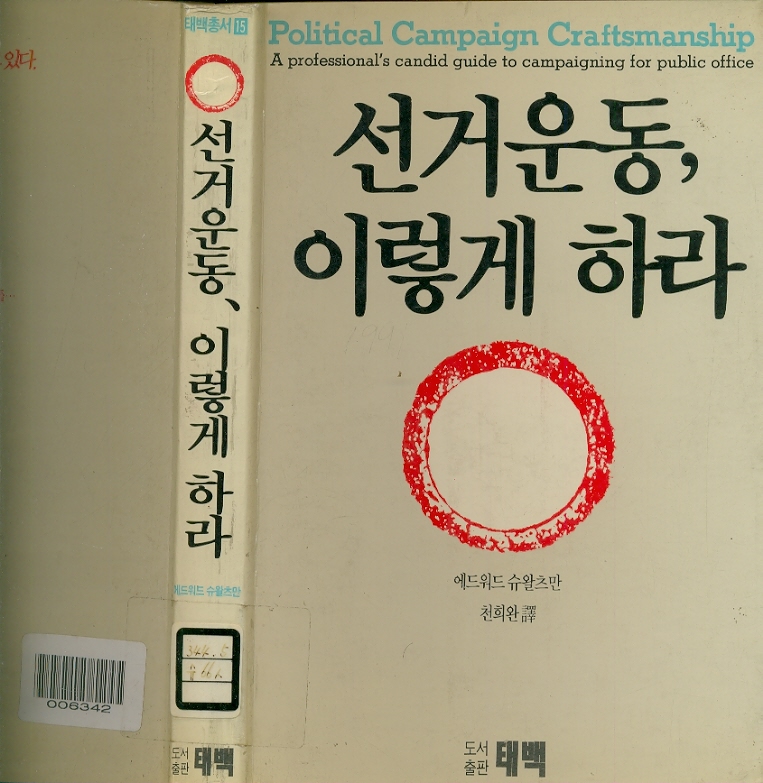 있다.
태백총서 15
선거운동, 이렇게 하라
에드워드 슈왈츠만
344.5
도서
출판 태백
006342
Political Campaign Craftsmanship
A professional's candid guide to campaigning for public office
선거운동,
이렇게 하라
에드워드 슈왈츠만
천희완 譯
도서
출판 태백